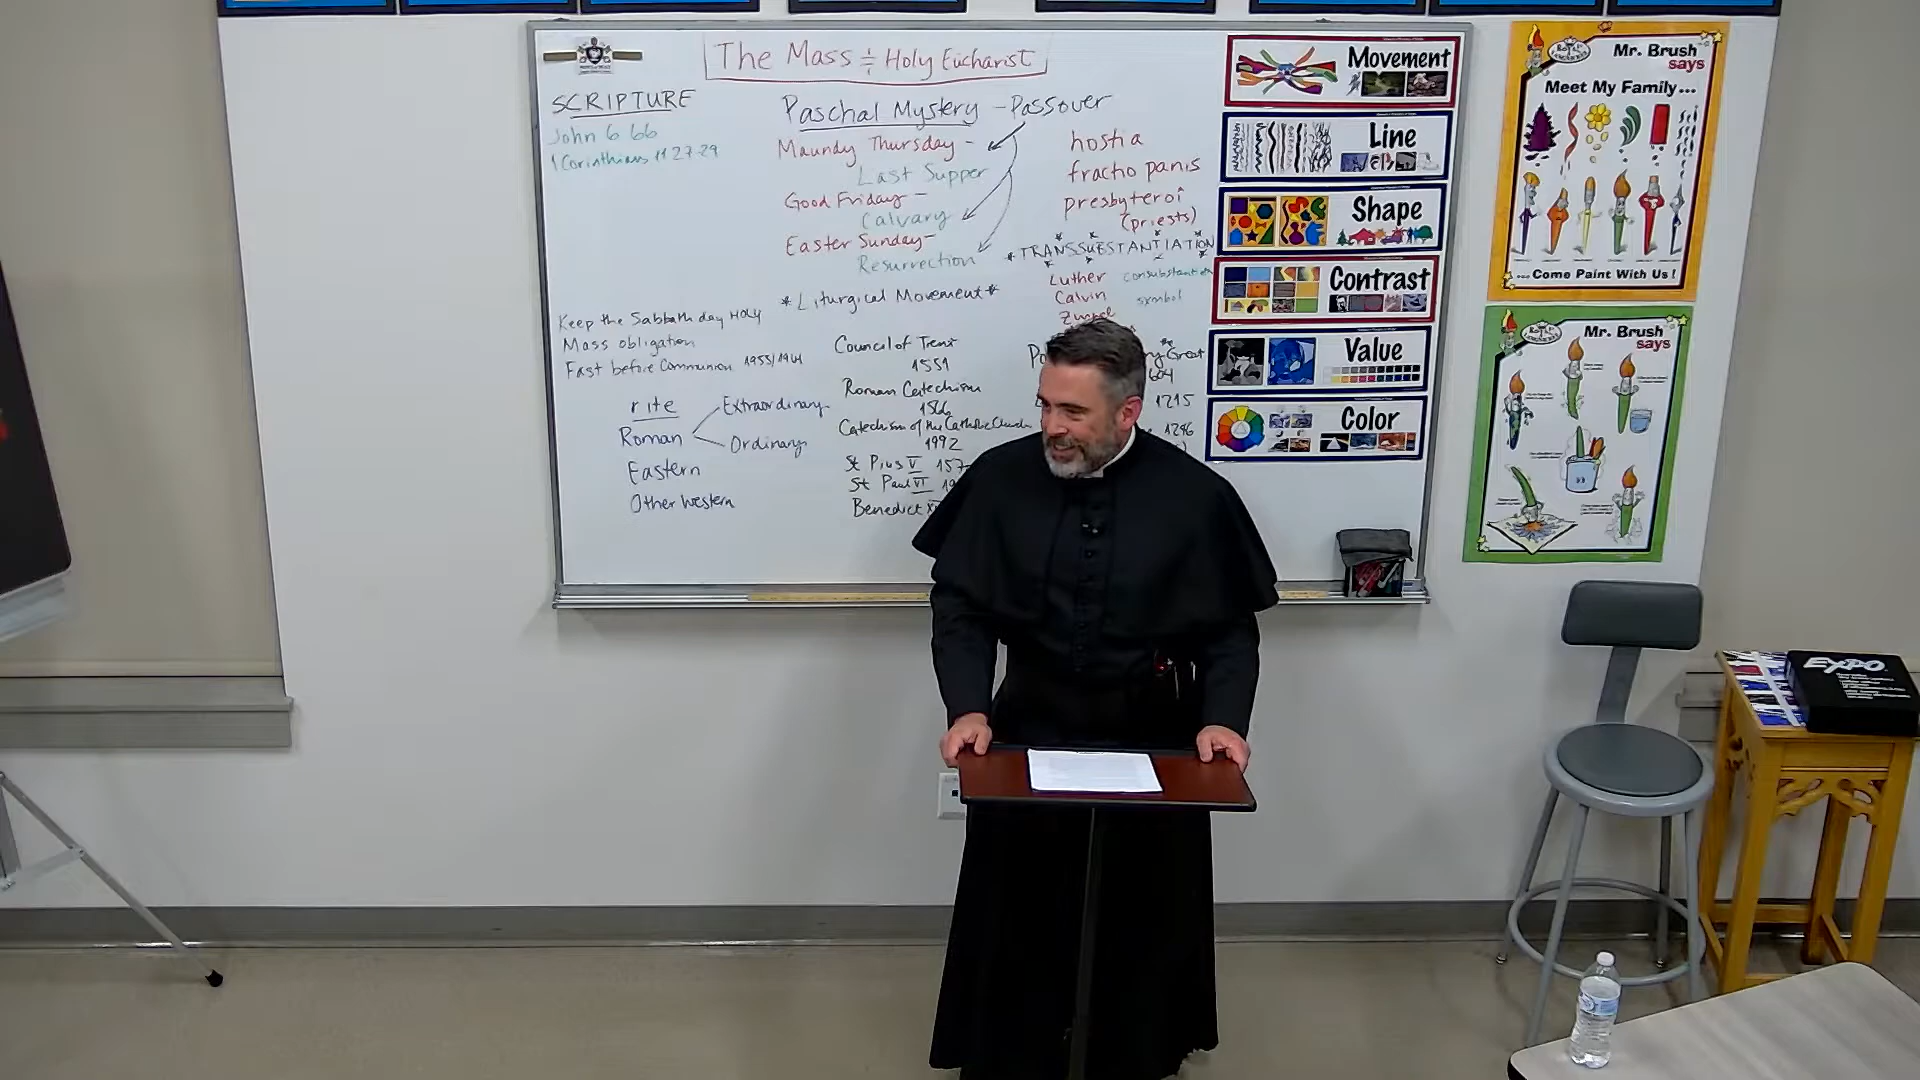 The Mass & Holy Eucharist
SCRIPTURE
John 6 66
1 Corinthians 11 27-29
Keep the Sabbath day HOLY
Mass obligation
Fast before Communion 1955/1964
rite
Extraordinary
Roman
Ordinary
Eastern
Other Western
Paschal Mystery - Passover
Maundy Thursday -
Last Supper
Good Friday -
Calvary
Easter Sunday -
Resurrection
*Liturgical Movement*
Council of Trent
1551
Roman Catechism
1566
Catechism of the Catholic Church
1992
St Pius V 157
St Paul VI 19
Benedict
hostia
fractio panis
presbyteroi
(priests)
*TRANSSUBSTANTIATION
Luther
Calvin symbol
Great
604
1215
Movement
Line
Shape
Contrast
Value
Color
Mr. Brush
says
Meet My Family...
...Come Paint With Us!
Mr. Brush
says
EXPO